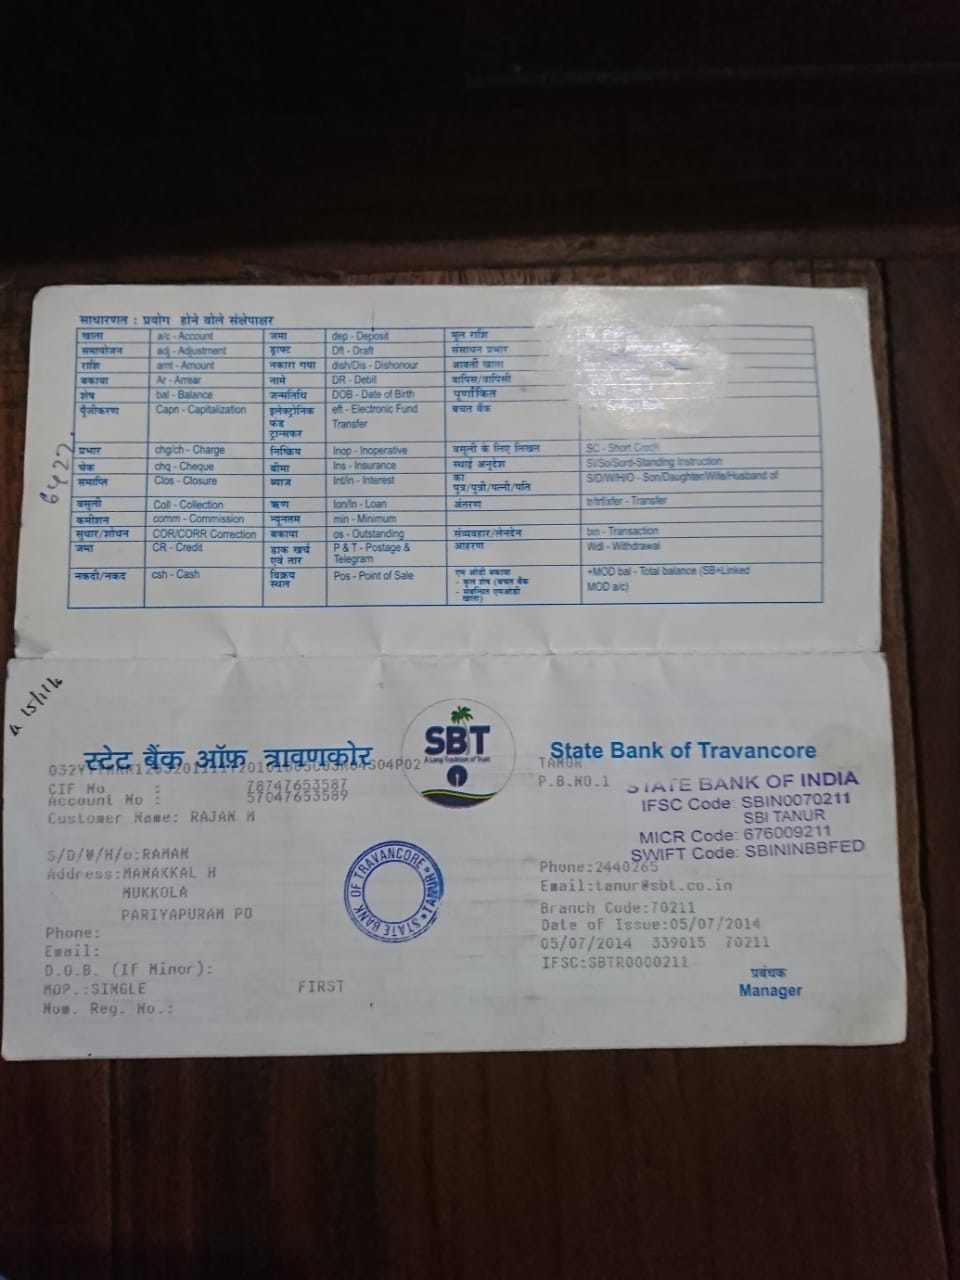 साधारणत : प्रयोग होने वोले संक्षेपाक्षर
खाता a/c - Account जमा dep - Deposit मूल राशि
समायोजन adj - Adjustment ड्राफ्ट Dft - Draft संसाधन प्रभार
राशि amt - Amount नकारा गया dish/Dis - Dishonour आवर्ती खाता
बकाया Ar - Arrear नामे DR - Debit वापिस/वापिसी
शेष bal - Balance जन्मतिथि DOB - Date of Birth पूर्णांकित
पूँजीकरण Capn - Capitalization इलेक्ट्रोनिक eft - Electronic Fund बचत बैंक
फंड Transfer
ट्रान्सफर
प्रभार chg/ch - Charge निष्क्रिय Inop - Inoperative वसूली के लिए लिखत SC - Short Credit
चेक chq - Cheque बीमा Ins - Insurance स्थाई अनुदेश SI/So/Sord-Standing Instruction
समाप्ति Clos - Closure ब्याज Int/in - Interest का S/D/W/H/O - Son/Daughter/Wife/Husband of
पुत्र/पुत्री/पत्नी/पति
वसूली Coll - Collection ऋण lon/ln - Loan अंतरण tr/trf/xfer - Transfer
कमीशन comm - Commission न्यूनतम min - Minimum
सुधार/शोधन COR/CORR Correction बकाया os - Outstanding संव्यवहार/लेनदेन txn - Transaction
जमा CR - Credit डाक खर्च P & T - Postage & आहरण Wdl - Withdrawal
एवं तार Telegram
नकदी/नकद csh - Cash विक्रय Pos - Point of Sale एम ओडी बकाया +MOD bal - Total balance (SB+Linked
स्थल - कुल शेष (बचत बैंक MOD a/c)
- संबन्धित एमओडी
खाता)
6422
स्टेट बैंक ऑफ़ त्रावणकोर
SBT
A Long Tradition of Trust
State Bank of Travancore
TANUR
P.B.NO.1
STATE BANK OF INDIA
IFSC Code: SBIN0070211
SBI TANUR
MICR Code: 676009211
SWIFT Code: SBININBBFED
CIF No : 78747653587
Account No : 57047653589
Customer Name: RAJAN M
S/D/W/H/o:RAMAN
Address:MANAKKAL H
MUKKOLA
PARIYAPURAM PO
Phone:
Email:
D.O.B. (If Minor):
MOP.:SINGLE FIRST
Nom. Reg. No.:
STATE BANK OF TRAVANCORE TANUR
Phone:2440265
Email:tanur@sbt.co.in
Branch Code:70211
Date of Issue:05/07/2014
05/07/2014 339015 70211
IFSC:SBTR0000211
प्रबंधक
Manager